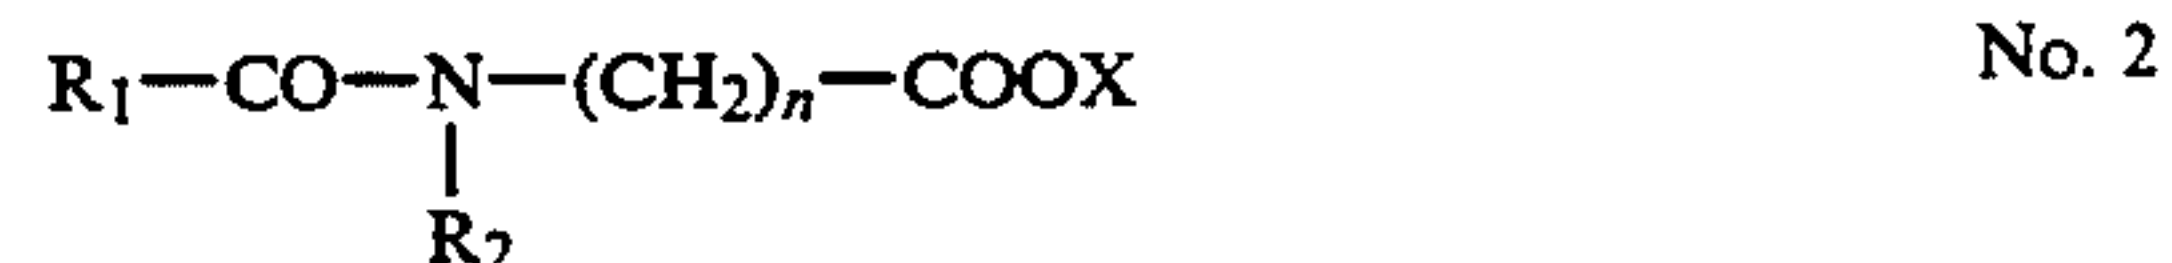 R₁—CO—N—(CH₂)ₙ—COOX No. 2
R₂